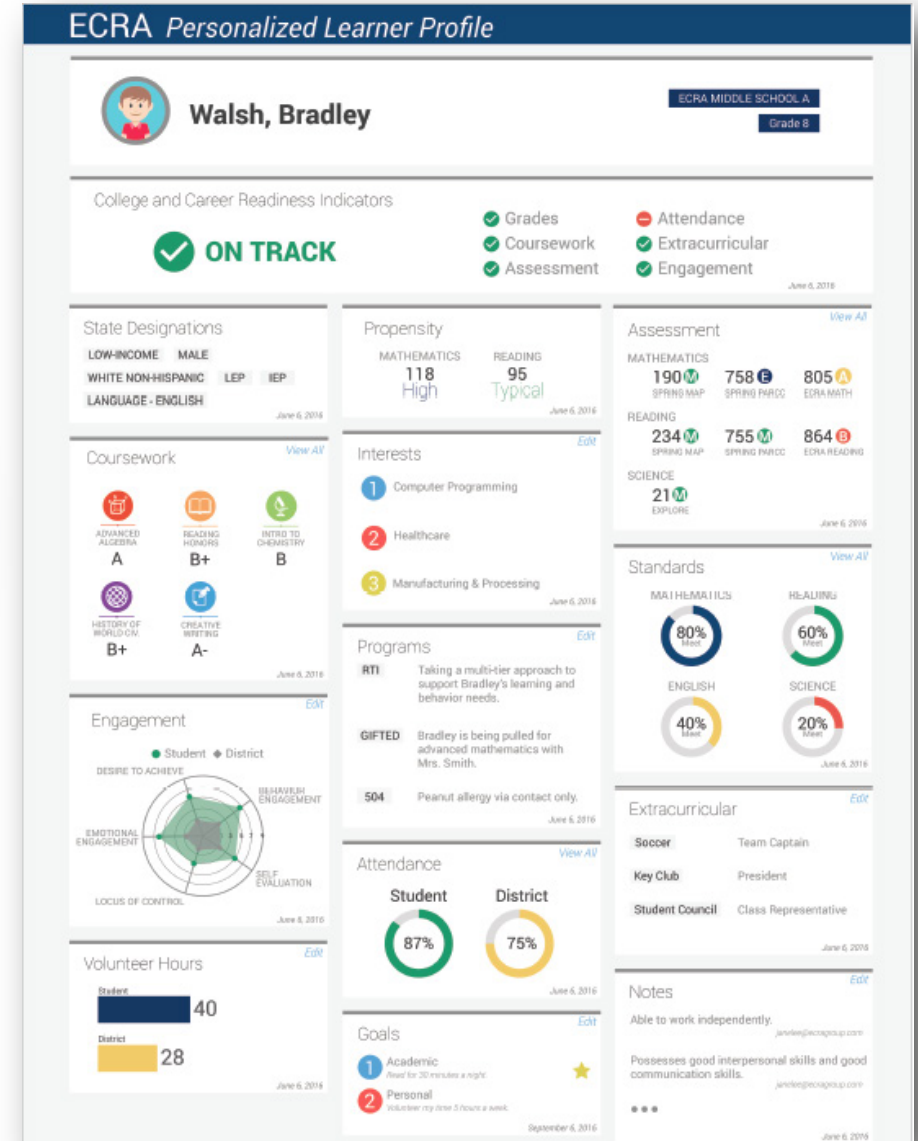 ECRA Personalized Learner Profile
Walsh, Bradley
ECRA MIDDLE SCHOOL A
Grade 8
College and Career Readiness Indicators
ON TRACK
Grades
Coursework
Assessment
Attendance
Extracurricular
Engagement
June 6, 2016
State Designations
LOW-INCOME MALE
WHITE NON-HISPANIC LEP IEP
LANGUAGE - ENGLISH
June 6, 2016
Coursework
View All
ADVANCED
ALGEBRA
A
READING
HONORS
B+
INTRO TO
CHEMISTRY
B
HISTORY OF
WORLD CIV.
B+
CREATIVE
WRITING
A-
June 6, 2016
Engagement
Edit
Student District
DESIRE TO ACHIEVE
BEHAVIOR
ENGAGEMENT
EMOTIONAL
ENGAGEMENT
SELF
EVALUATION
LOCUS OF CONTROL
June 6, 2016
Volunteer Hours
Edit
Student
40
District
28
June 6, 2016
Propensity
MATHEMATICS
118
High
READING
95
Typical
June 6, 2016
Interests
Edit
1 Computer Programming
2 Healthcare
3 Manufacturing & Processing
June 6, 2016
Programs
Edit
RTI Taking a multi-tier approach to
support Bradley's learning and
behavior needs.
GIFTED Bradley is being pulled for
advanced mathematics with
Mrs. Smith.
504 Peanut allergy via contact only.
June 6, 2016
Attendance
View All
Student District
87% 75%
June 6, 2016
Goals
Edit
1 Academic
Read for 30 minutes a night.
2 Personal
Volunteer my time 5 hours a week.
September 6, 2016
Assessment
View All
MATHEMATICS
190 M 758 E 805 A
SPRING MAP SPRING PARCC ECRA MATH
READING
234 M 755 M 864 B
SPRING MAP SPRING PARCC ECRA READING
SCIENCE
21 M
EXPLORE
June 6, 2016
Standards
View All
MATHEMATICS READING
80% Meet 60% Meet
ENGLISH SCIENCE
40% Meet 20% Meet
June 6, 2016
Extracurricular
Edit
Soccer Team Captain
Key Club President
Student Council Class Representative
June 6, 2016
Notes
Edit
Able to work independently.
janelee@ecragroup.com
Possesses good interpersonal skills and good
communication skills.
janelee@ecragroup.com
June 6, 2016